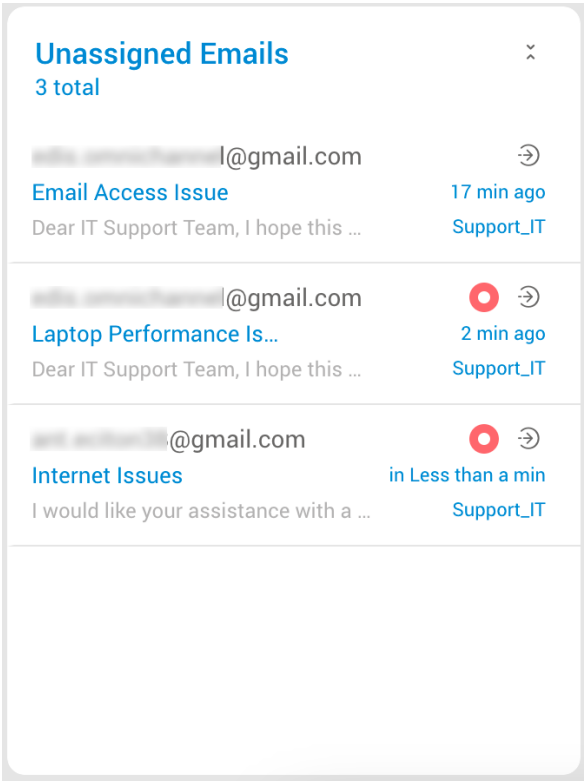 Unassigned Emails
3 total
@gmail.com
Email Access Issue 17 min ago
Dear IT Support Team, I hope this ... Support_IT
@gmail.com
Laptop Performance Is... 2 min ago
Dear IT Support Team, I hope this ... Support_IT
@gmail.com
Internet Issues in Less than a min
I would like your assistance with a ... Support_IT